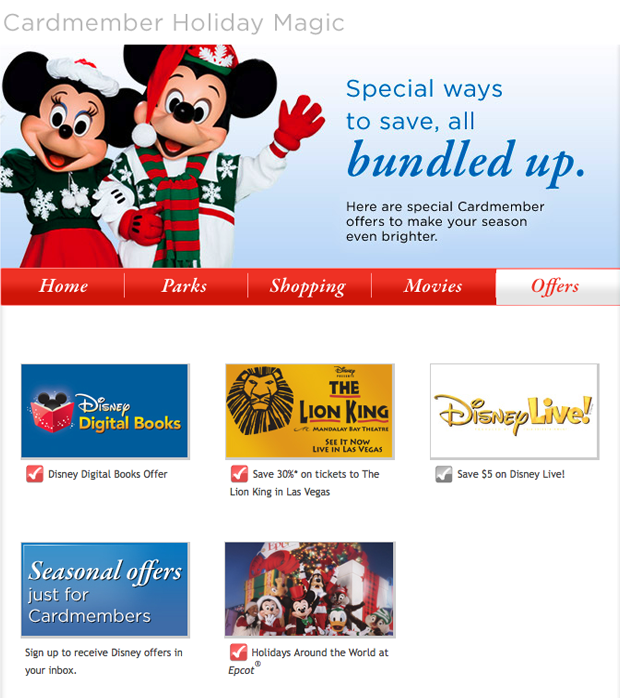 Cardmember Holiday Magic
Special ways
to save, all
bundled up.
Here are special Cardmember
offers to make your season
even brighter.
Home Parks Shopping Movies Offers
Disney
Digital Books
Disney
PRESENTS
THE
LION KING
MANDALAY BAY THEATRE
SEE IT NOW
LIVE IN LAS VEGAS
Disney Live!
Disney Digital Books Offer
Save 30%* on tickets to The
Lion King in Las Vegas
Save $5 on Disney Live!
Seasonal offers
just for
Cardmembers
Sign up to receive Disney offers in
your inbox.
Holidays Around the World at
Epcot®